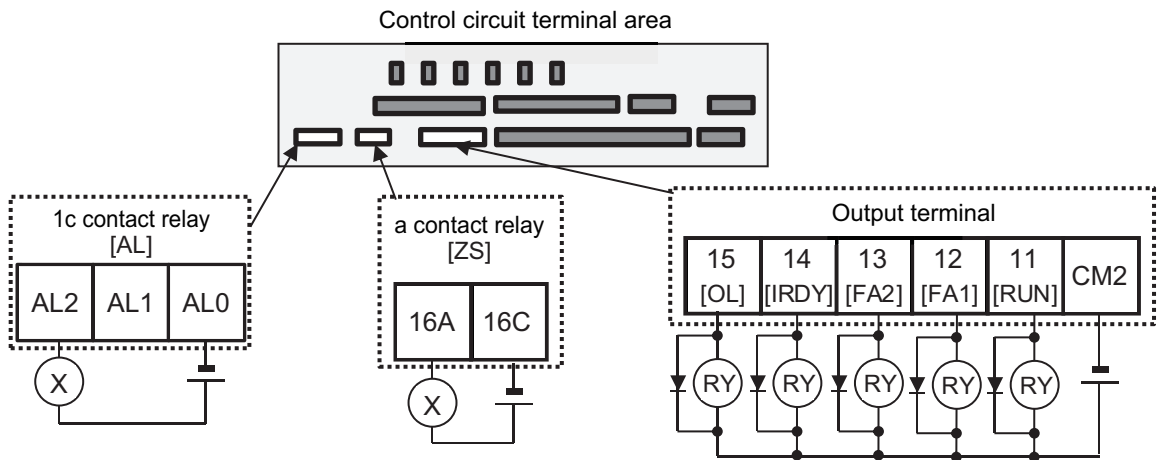 Control circuit terminal area
1c contact relay
[AL]
AL2 AL1 AL0
X
a contact relay
[ZS]
16A 16C
X
Output terminal
15 14 13 12 11 CM2
[OL] [IRDY] [FA2] [FA1] [RUN]
RY RY RY RY RY